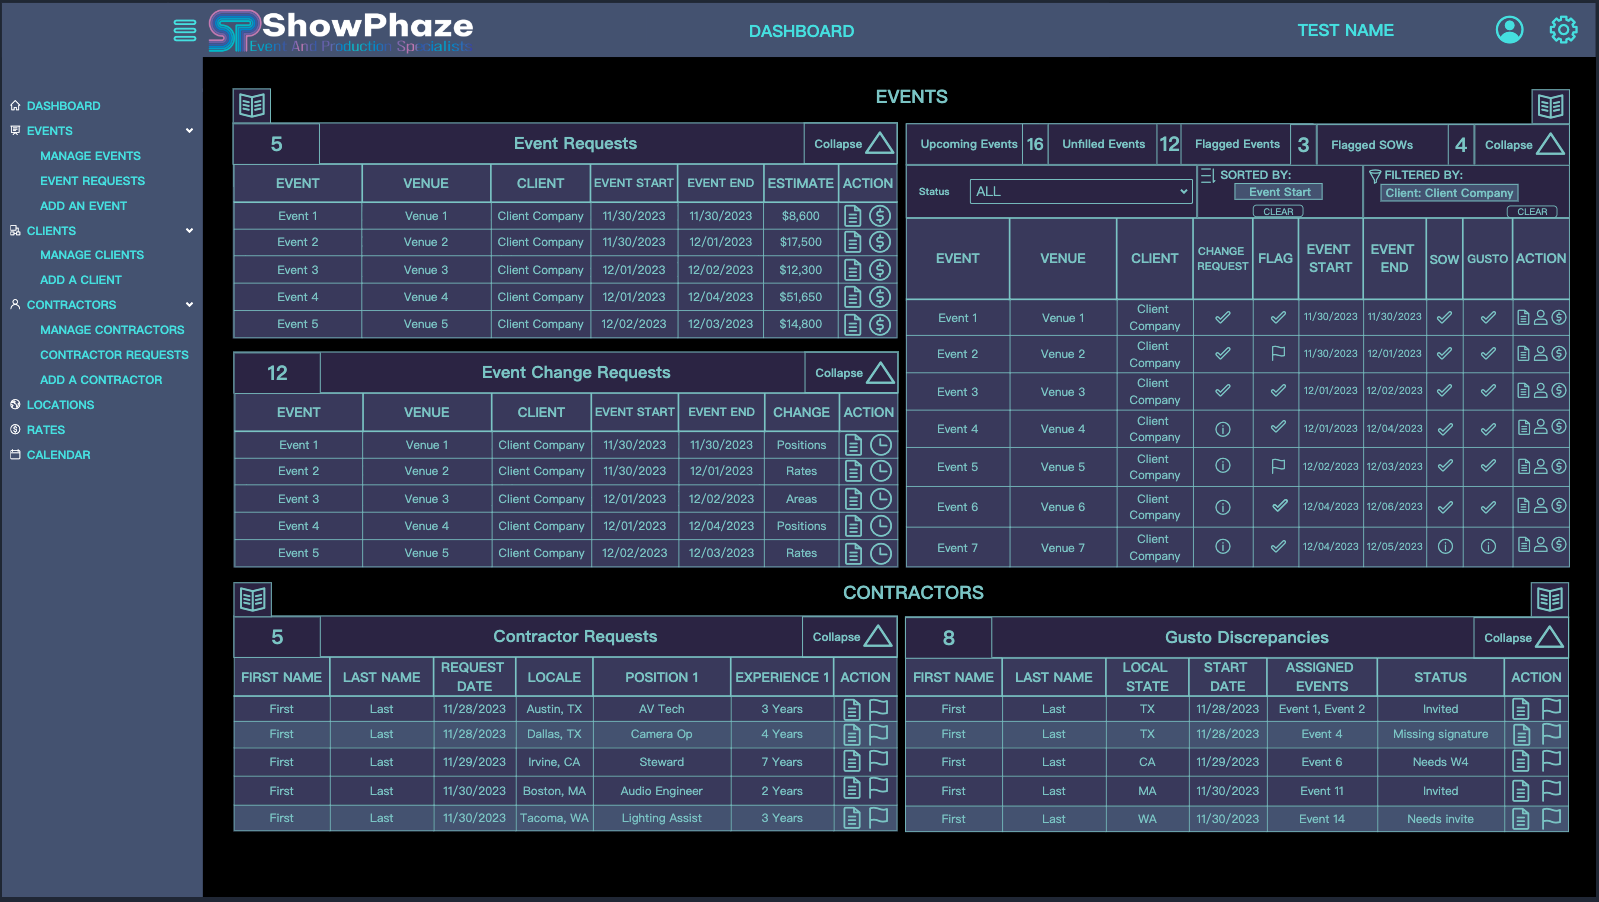 ShowPhaze
Event And Production Specialists
DASHBOARD
TEST NAME
DASHBOARD
EVENTS
MANAGE EVENTS
EVENT REQUESTS
ADD AN EVENT
CLIENTS
MANAGE CLIENTS
ADD A CLIENT
CONTRACTORS
MANAGE CONTRACTORS
CONTRACTOR REQUESTS
ADD A CONTRACTOR
LOCATIONS
RATES
CALENDAR
EVENTS
5 Event Requests Collapse
EVENT VENUE CLIENT EVENT START EVENT END ESTIMATE ACTION
Event 1 Venue 1 Client Company 11/30/2023 11/30/2023 $8,600
Event 2 Venue 2 Client Company 11/30/2023 12/01/2023 $17,500
Event 3 Venue 3 Client Company 12/01/2023 12/02/2023 $12,300
Event 4 Venue 4 Client Company 12/01/2023 12/04/2023 $51,650
Event 5 Venue 5 Client Company 12/02/2023 12/03/2023 $14,800
12 Event Change Requests Collapse
EVENT VENUE CLIENT EVENT START EVENT END CHANGE ACTION
Event 1 Venue 1 Client Company 11/30/2023 11/30/2023 Positions
Event 2 Venue 2 Client Company 11/30/2023 12/01/2023 Rates
Event 3 Venue 3 Client Company 12/01/2023 12/02/2023 Areas
Event 4 Venue 4 Client Company 12/01/2023 12/04/2023 Positions
Event 5 Venue 5 Client Company 12/02/2023 12/03/2023 Rates
Upcoming Events 16 Unfilled Events 12 Flagged Events 3 Flagged SOWs 4 Collapse
Status ALL
SORTED BY:
Event Start
CLEAR
FILTERED BY:
Client: Client Company
CLEAR
EVENT VENUE CLIENT CHANGE REQUEST FLAG EVENT START EVENT END SOW GUSTO ACTION
Event 1 Venue 1 Client Company 11/30/2023 11/30/2023
Event 2 Venue 2 Client Company 11/30/2023 12/01/2023
Event 3 Venue 3 Client Company 12/01/2023 12/02/2023
Event 4 Venue 4 Client Company 12/01/2023 12/04/2023
Event 5 Venue 5 Client Company 12/02/2023 12/03/2023
Event 6 Venue 6 Client Company 12/04/2023 12/06/2023
Event 7 Venue 7 Client Company 12/04/2023 12/05/2023
CONTRACTORS
5 Contractor Requests Collapse
FIRST NAME LAST NAME REQUEST DATE LOCALE POSITION 1 EXPERIENCE 1 ACTION
First Last 11/28/2023 Austin, TX AV Tech 3 Years
First Last 11/28/2023 Dallas, TX Camera Op 4 Years
First Last 11/29/2023 Irvine, CA Steward 7 Years
First Last 11/30/2023 Boston, MA Audio Engineer 2 Years
First Last 11/30/2023 Tacoma, WA Lighting Assist 3 Years
8 Gusto Discrepancies Collapse
FIRST NAME LAST NAME LOCAL STATE START DATE ASSIGNED EVENTS STATUS ACTION
First Last TX 11/28/2023 Event 1, Event 2 Invited
First Last TX 11/28/2023 Event 4 Missing signature
First Last CA 11/29/2023 Event 6 Needs W4
First Last MA 11/30/2023 Event 11 Invited
First Last WA 11/30/2023 Event 14 Needs invite